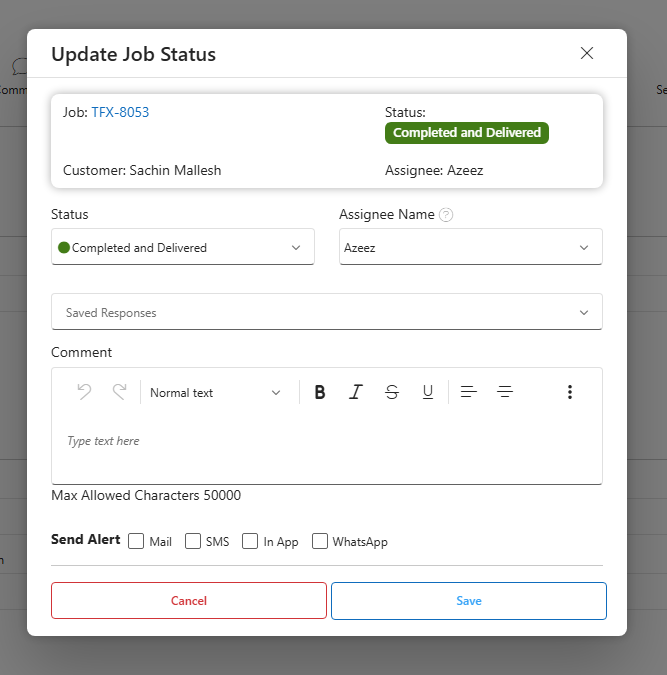 Update Job Status
Job: TFX-8053
Status:
Completed and Delivered
Customer: Sachin Mallesh
Assignee: Azeez
Status
Assignee Name ?
Completed and Delivered
Azeez
Saved Responses
Comment
Normal text
B I S U
Type text here
Max Allowed Characters 50000
Send Alert Mail SMS In App WhatsApp
Cancel
Save